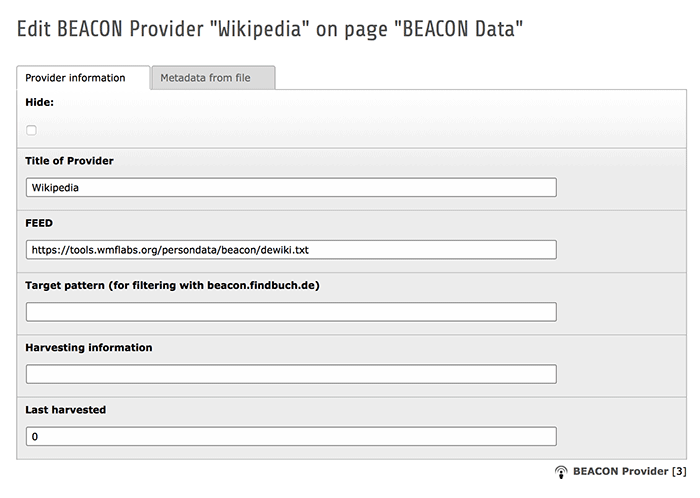 Edit BEACON Provider "Wikipedia" on page "BEACON Data"
Provider information
Metadata from file
Hide:
Title of Provider
Wikipedia
FEED
https://tools.wmflabs.org/persondata/beacon/dewiki.txt
Target pattern (for filtering with beacon.findbuch.de)
Harvesting information
Last harvested
0
BEACON Provider [3]